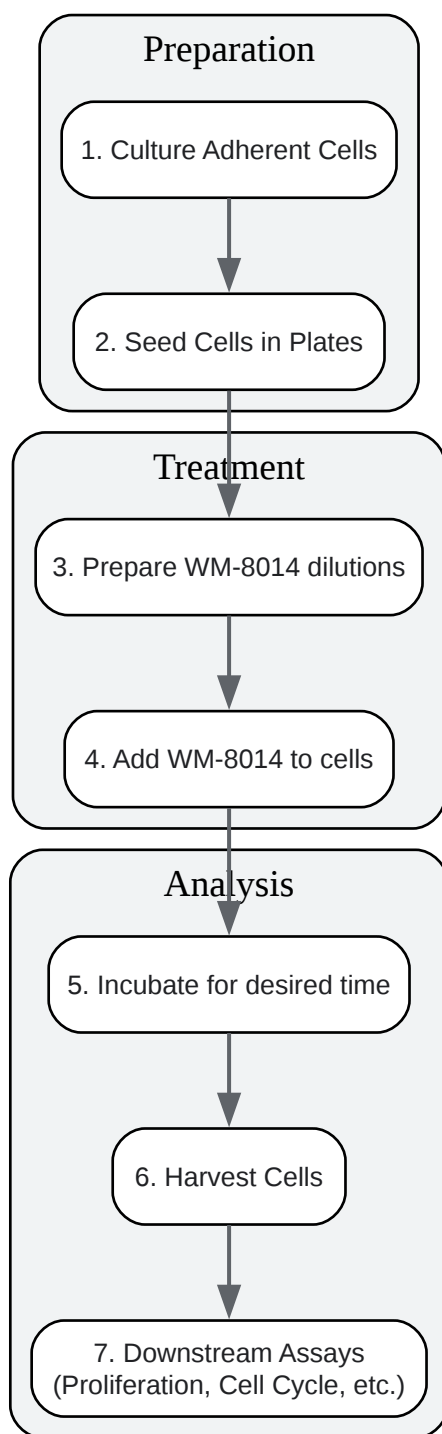 Preparation
1. Culture Adherent Cells
2. Seed Cells in Plates
Treatment
3. Prepare WM-8014 dilutions
4. Add WM-8014 to cells
Analysis
5. Incubate for desired time
6. Harvest Cells
7. Downstream Assays
(Proliferation, Cell Cycle, etc.)